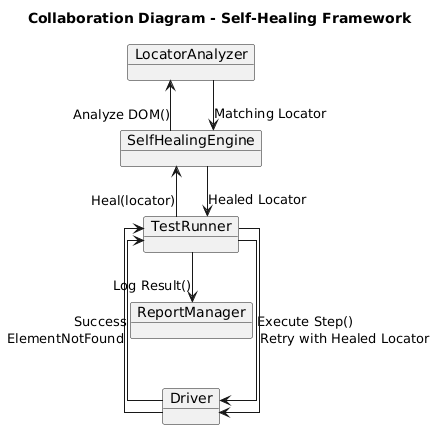 Collaboration Diagram - Self-Healing Framework
LocatorAnalyzer
Analyze DOM()
Matching Locator
SelfHealingEngine
Heal(locator)
Healed Locator
TestRunner
Log Result()
ReportManager
Success
Execute Step()
ElementNotFound
Retry with Healed Locator
Driver